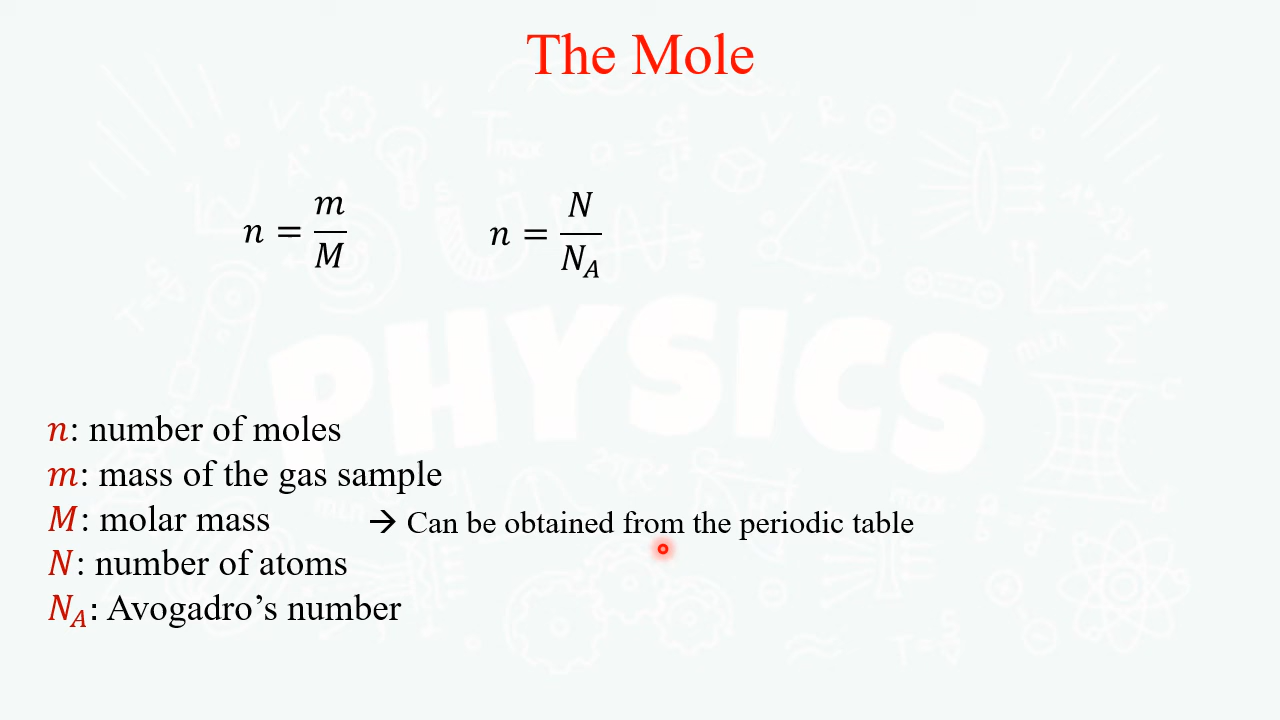 The Mole
n = m/M
n = N/N_A
PHYSICS
n: number of moles
m: mass of the gas sample
M: molar mass → Can be obtained from the periodic table
N: number of atoms
N_A: Avogadro’s number